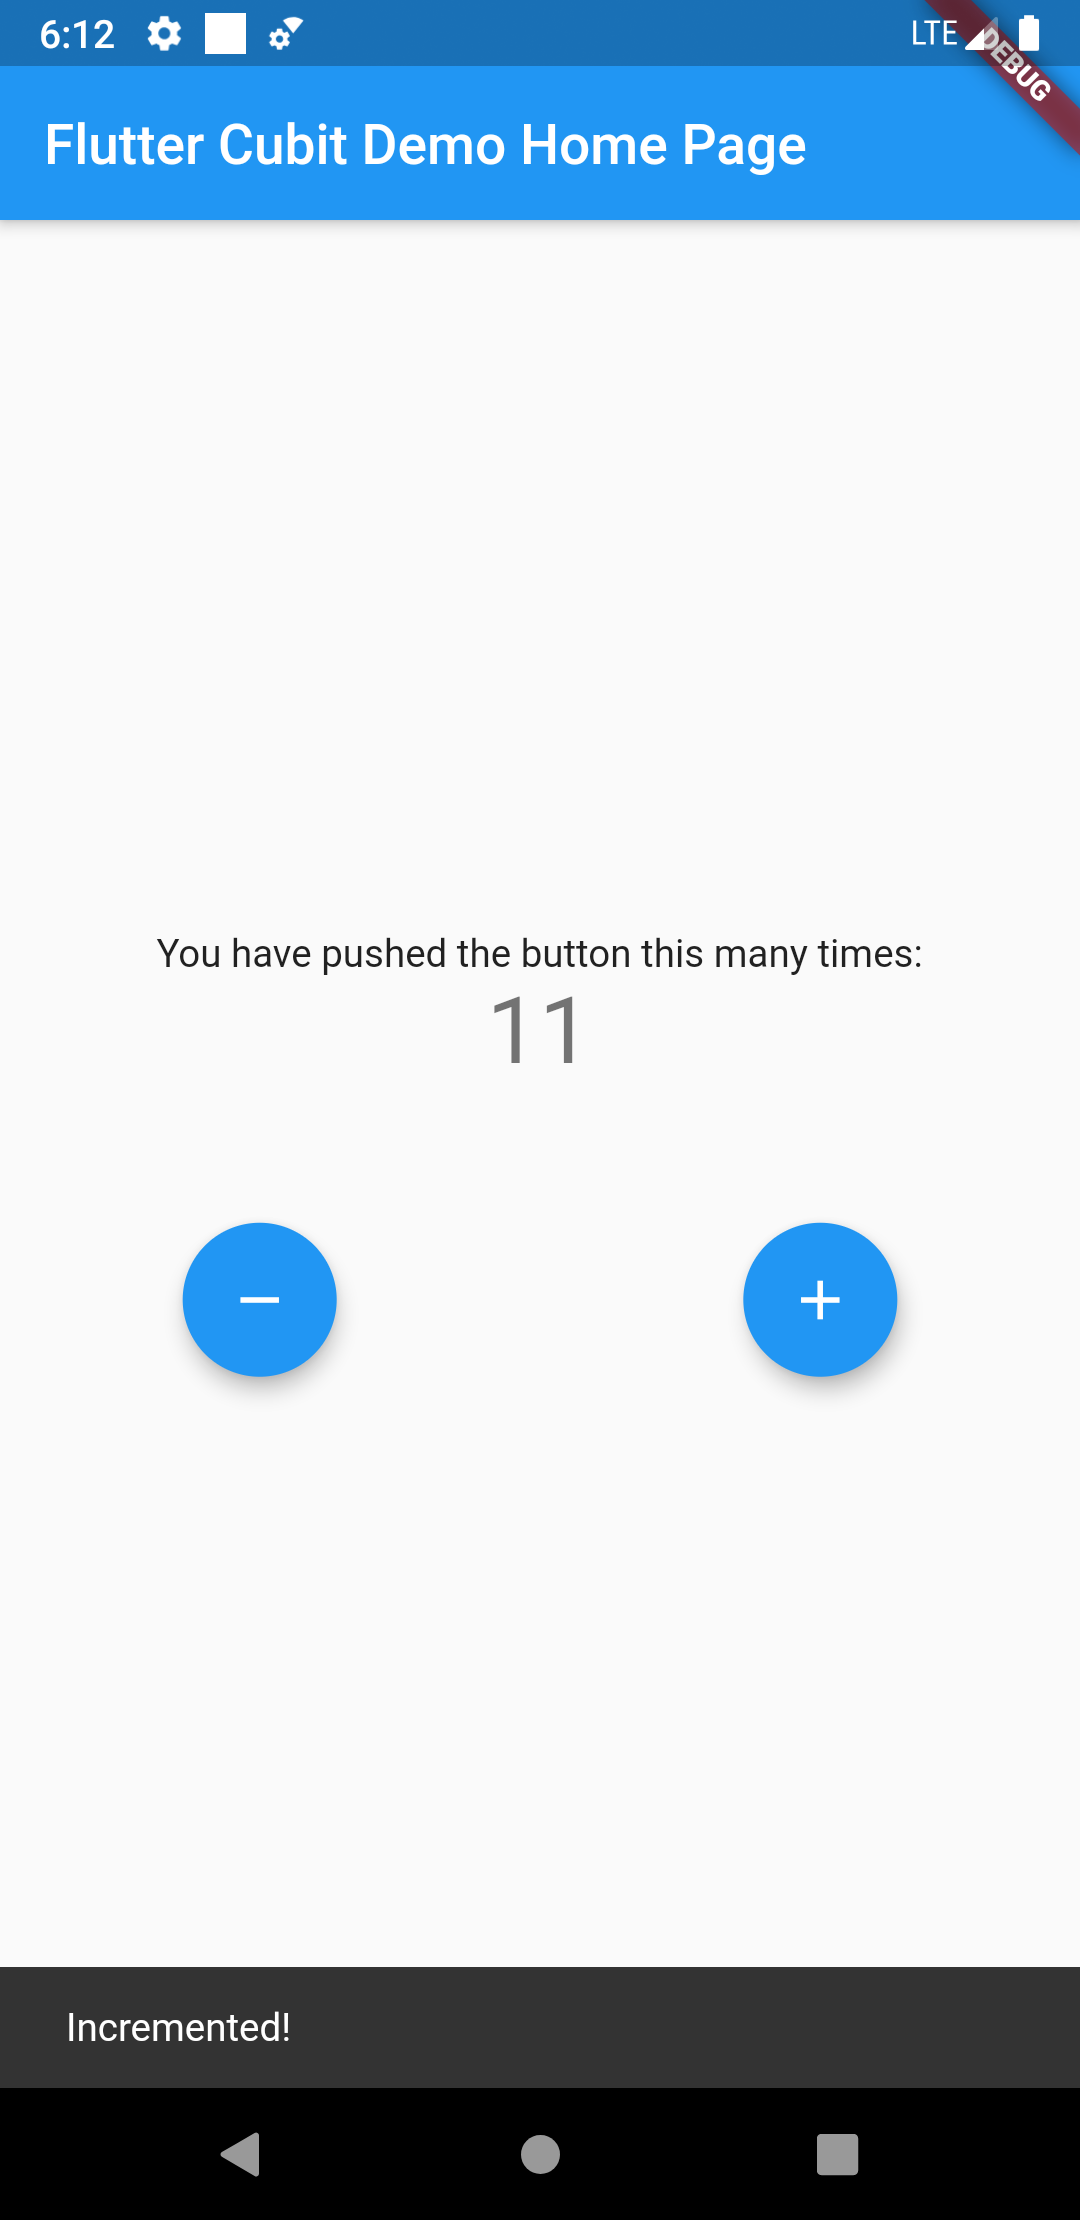 6:12
LTE
DEBUG
Flutter Cubit Demo Home Page
You have pushed the button this many times:
11
Incremented!